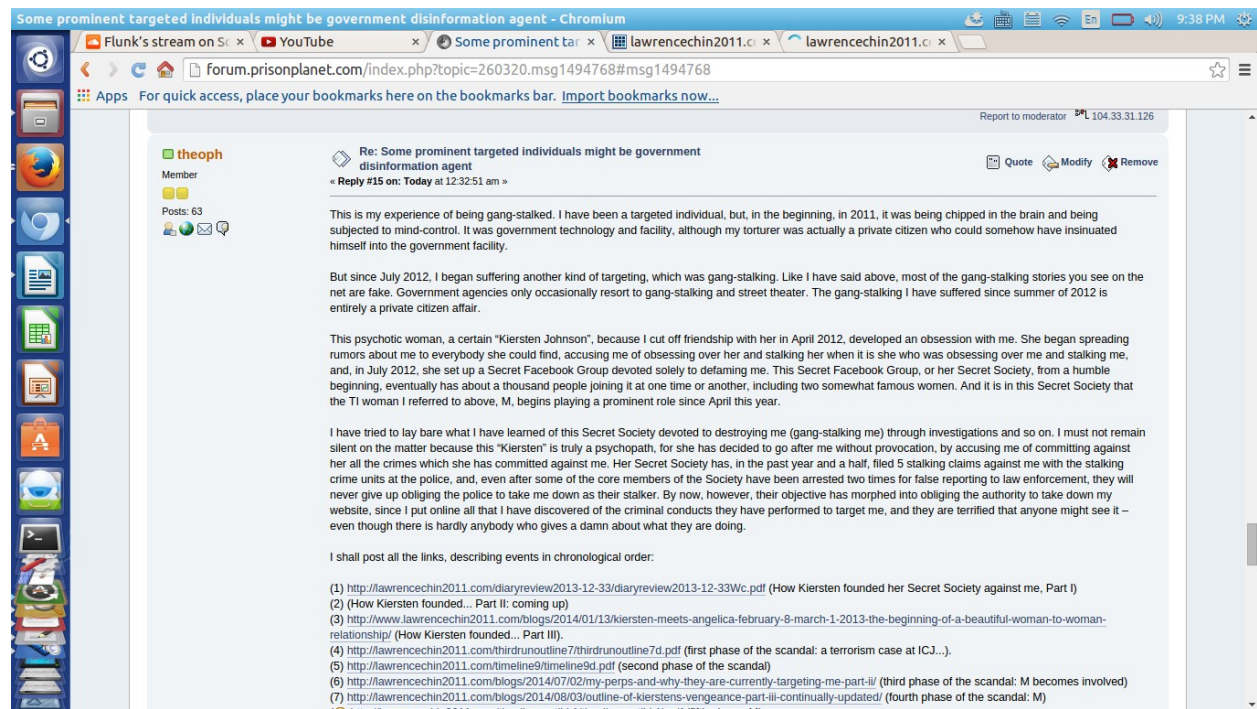 Some prominent targeted individuals might be government disinformation agent - Chromium
En
9:38 PM
Flunk's stream on Sc
YouTube
Some prominent tar
lawrencechin2011.c
lawrencechin2011.c
forum.prisonplanet.com/index.php?topic=260320.msg1494768#msg1494768
Apps For quick access, place your bookmarks here on the bookmarks bar. Import bookmarks now...
Report to moderator 104.33.31.126
theoph
Member
Posts: 63
Re: Some prominent targeted individuals might be government
disinformation agent
« Reply #15 on: Today at 12:32:51 am »
Quote Modify Remove
This is my experience of being gang-stalked. I have been a targeted individual, but, in the beginning, in 2011, it was being chipped in the brain and being
subjected to mind-control. It was government technology and facility, although my torturer was actually a private citizen who could somehow have insinuated
himself into the government facility.
But since July 2012, I began suffering another kind of targeting, which was gang-stalking. Like I have said above, most of the gang-stalking stories you see on the
net are fake. Government agencies only occasionally resort to gang-stalking and street theater. The gang-stalking I have suffered since summer of 2012 is
entirely a private citizen affair.
This psychotic woman, a certain “Kiersten Johnson”, because I cut off friendship with her in April 2012, developed an obsession with me. She began spreading
rumors about me to everybody she could find, accusing me of obsessing over her and stalking her when it is she who was obsessing over me and stalking me,
and, in July 2012, she set up a Secret Facebook Group devoted solely to defaming me. This Secret Facebook Group, or her Secret Society, from a humble
beginning, eventually has about a thousand people joining it at one time or another, including two somewhat famous women. And it is in this Secret Society that
the TI woman I referred to above, M, begins playing a prominent role since April this year.
I have tried to lay bare what I have learned of this Secret Society devoted to destroying me (gang-stalking me) through investigations and so on. I must not remain
silent on the matter because this “Kiersten” is truly a psychopath, for she has decided to go after me without provocation, by accusing me of committing against
her all the crimes which she has committed against me. Her Secret Society has, in the past year and a half, filed 5 stalking claims against me with the stalking
crime units at the police, and, even after some of the core members of the Society have been arrested two times for false reporting to law enforcement, they will
never give up obliging the police to take me down as their stalker. By now, however, their objective has morphed into obliging the authority to take down my
website, since I put online all that I have discovered of the criminal conducts they have performed to target me, and they are terrified that anyone might see it –
even though there is hardly anybody who gives a damn about what they are doing.
I shall post all the links, describing events in chronological order:
(1) http://lawrencechin2011.com/diaryreview2013-12-33/diaryreview2013-12-33Wc.pdf (How Kiersten founded her Secret Society against me, Part I)
(2) (How Kiersten founded... Part II: coming up)
(3) http://www.lawrencechin2011.com/blogs/2014/01/13/kiersten-meets-angelica-february-8-march-1-2013-the-beginning-of-a-beautiful-woman-to-woman-
relationship/ (How Kiersten founded... Part III).
(4) http://lawrencechin2011.com/thirdrunoutline7/thirdrunoutline7d.pdf (first phase of the scandal: a terrorism case at ICJ...).
(5) http://lawrencechin2011.com/timeline9/timeline9d.pdf (second phase of the scandal)
(6) http://lawrencechin2011.com/blogs/2014/07/02/my-perps-and-why-they-are-currently-targeting-me-part-ii/ (third phase of the scandal: M becomes involved)
(7) http://lawrencechin2011.com/blogs/2014/08/03/outline-of-kierstens-vengeance-part-iii-continually-updated/ (fourth phase of the scandal: M)